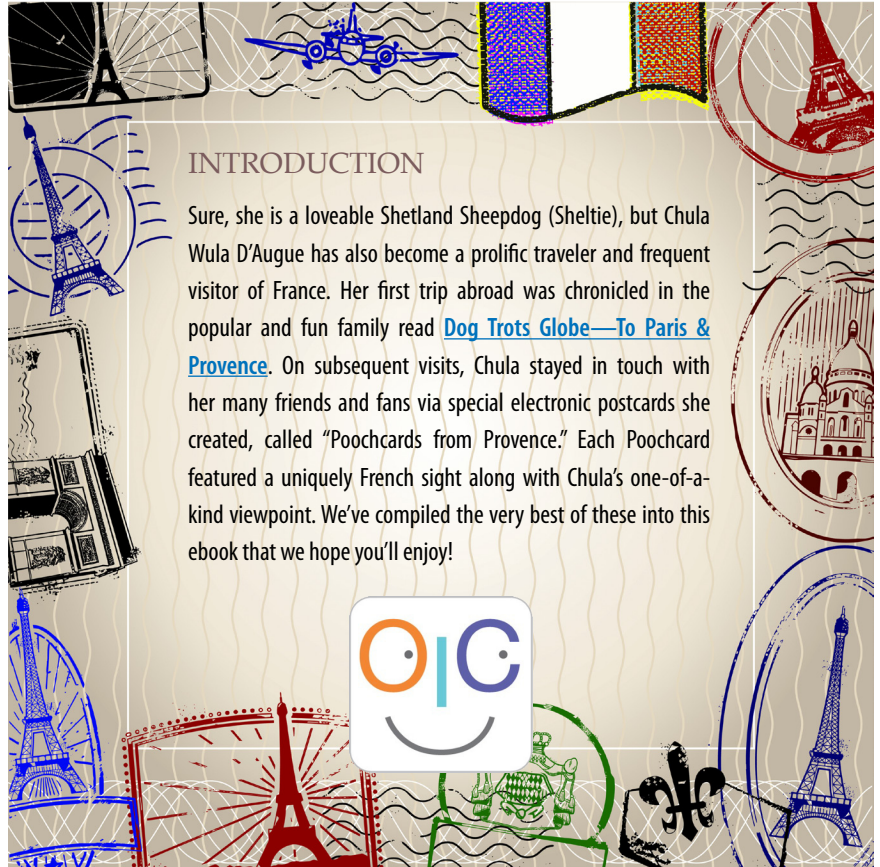 INTRODUCTION
Sure, she is a loveable Shetland Sheepdog (Sheltie), but Chula
Wula D’Augue has also become a prolific traveler and frequent
visitor of France. Her first trip abroad was chronicled in the
popular and fun family read Dog Trots Globe—To Paris &
Provence. On subsequent visits, Chula stayed in touch with
her many friends and fans via special electronic postcards she
created, called “Poochcards from Provence.” Each Poochcard
featured a uniquely French sight along with Chula’s one-of-a-
kind viewpoint. We’ve compiled the very best of these into this
ebook that we hope you’ll enjoy!
OIC